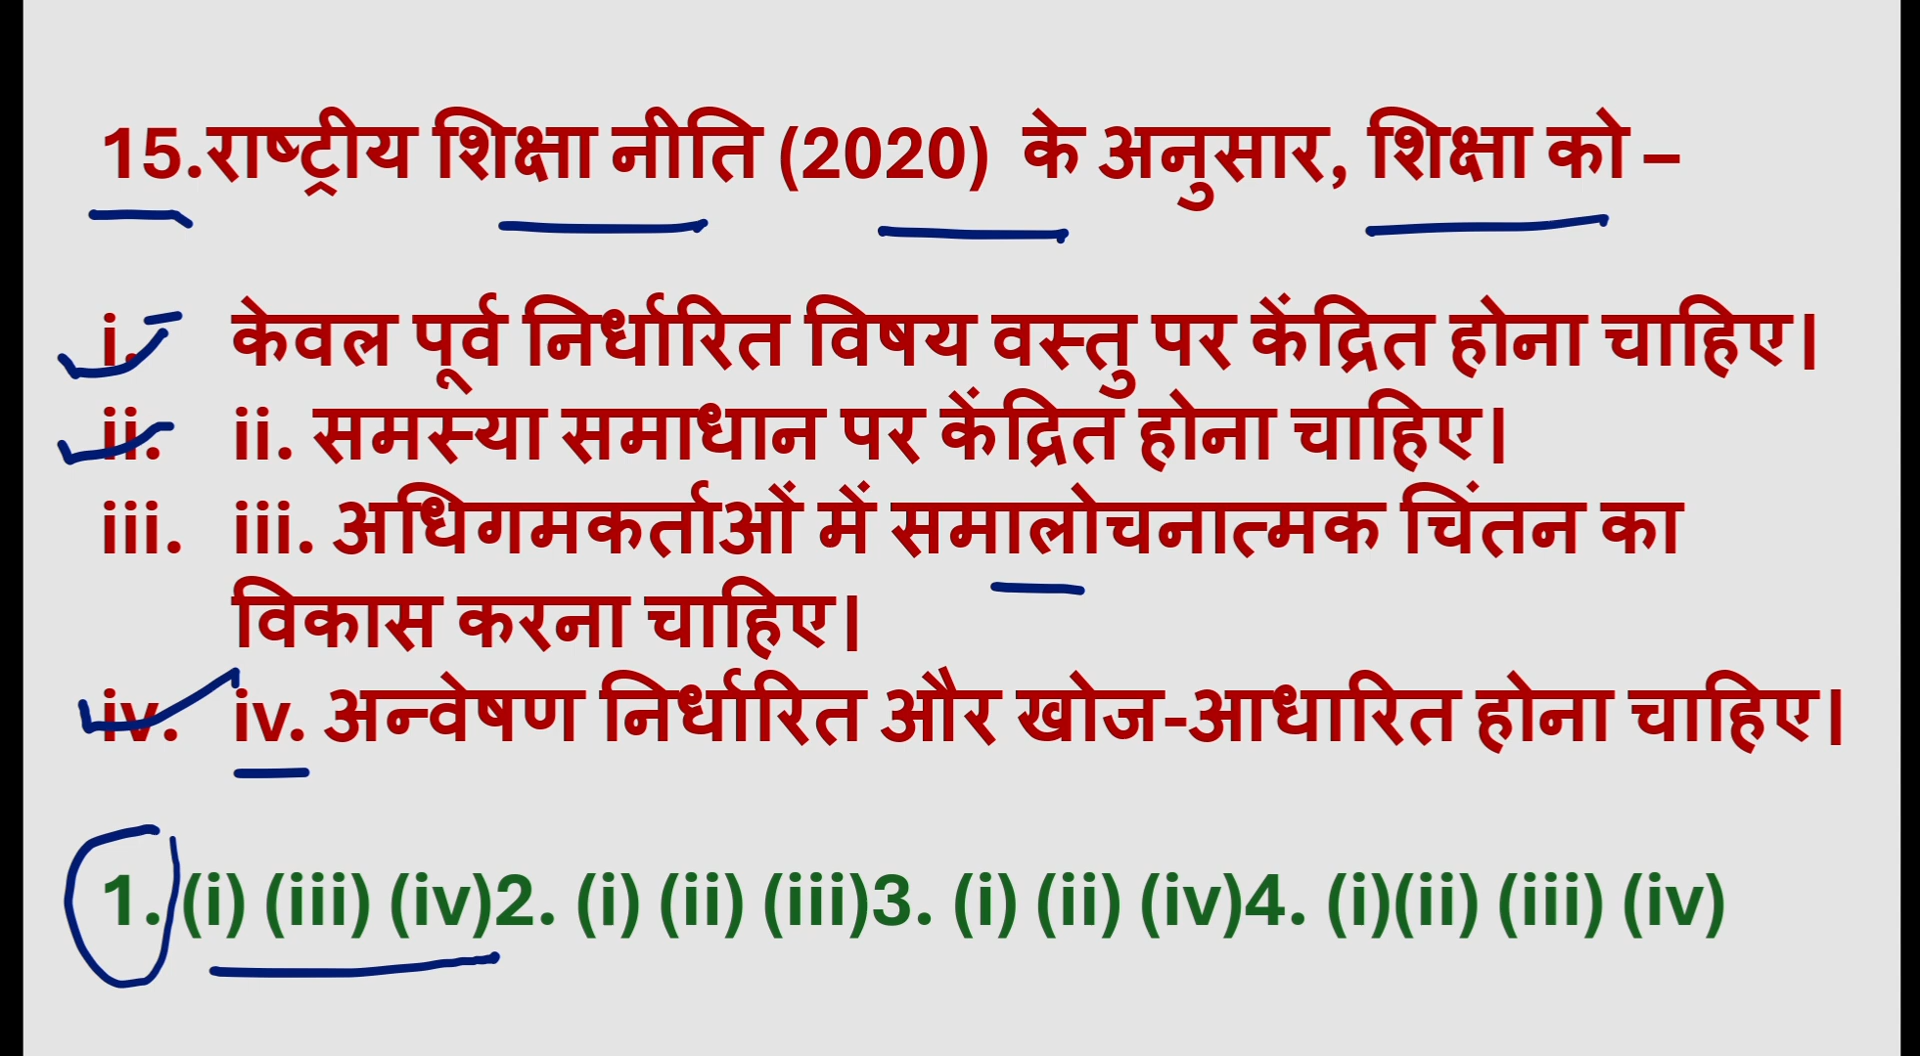 15.राष्ट्रीय शिक्षा नीति (2020) के अनुसार, शिक्षा को –
i. केवल पूर्व निर्धारित विषय वस्तु पर केंद्रित होना चाहिए।
ii. ii. समस्या समाधान पर केंद्रित होना चाहिए।
iii. iii. अधिगमकर्ताओं में समालोचनात्मक चिंतन का
विकास करना चाहिए।
iv. iv. अन्वेषण निर्धारित और खोज-आधारित होना चाहिए।
1. (i) (iii) (iv)2. (i) (ii) (iii)3. (i) (ii) (iv)4. (i)(ii) (iii) (iv)